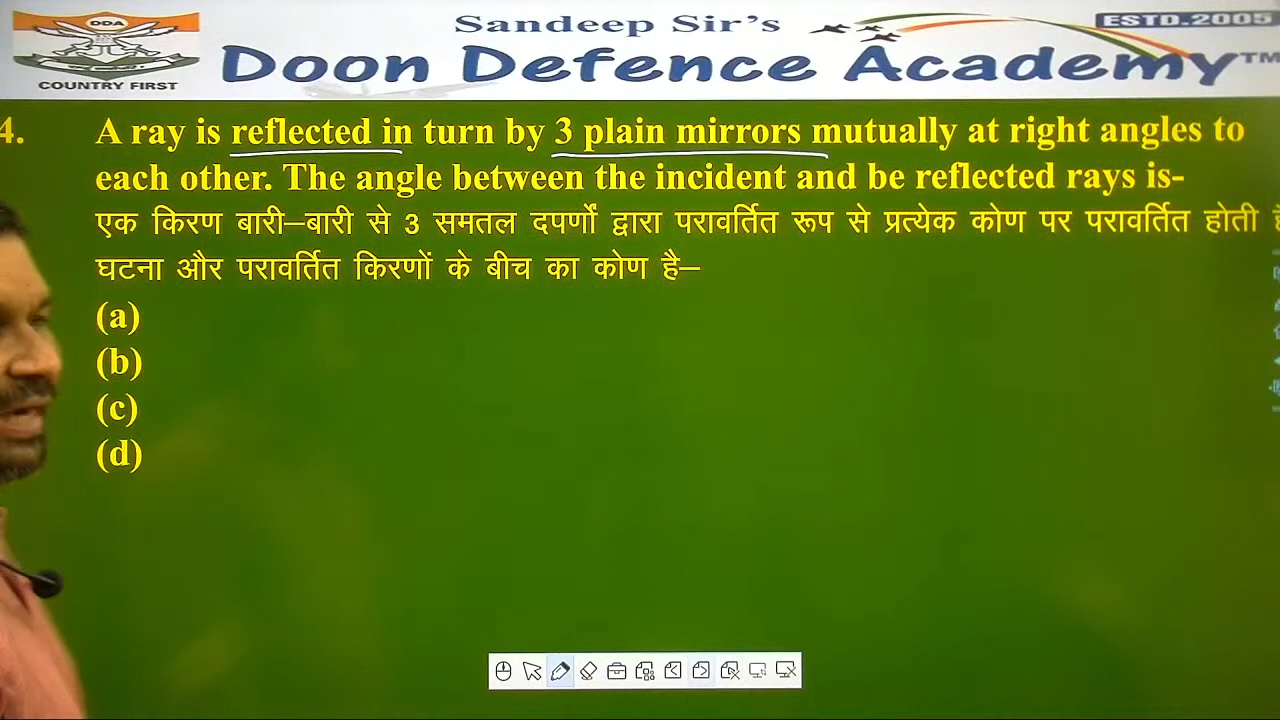 DDA
COUNTRY FIRST
Sandeep Sir's
ESTD.2005
Doon Defence Academy™
4. A ray is reflected in turn by 3 plain mirrors mutually at right angles to
each other. The angle between the incident and be reflected rays is-
एक किरण बारी–बारी से 3 समतल दपर्णों द्वारा परावर्तित रूप से प्रत्येक कोण पर परावर्तित होती
घटना और परावर्तित किरणों के बीच का कोण है–
(a)
(b)
(c)
(d)